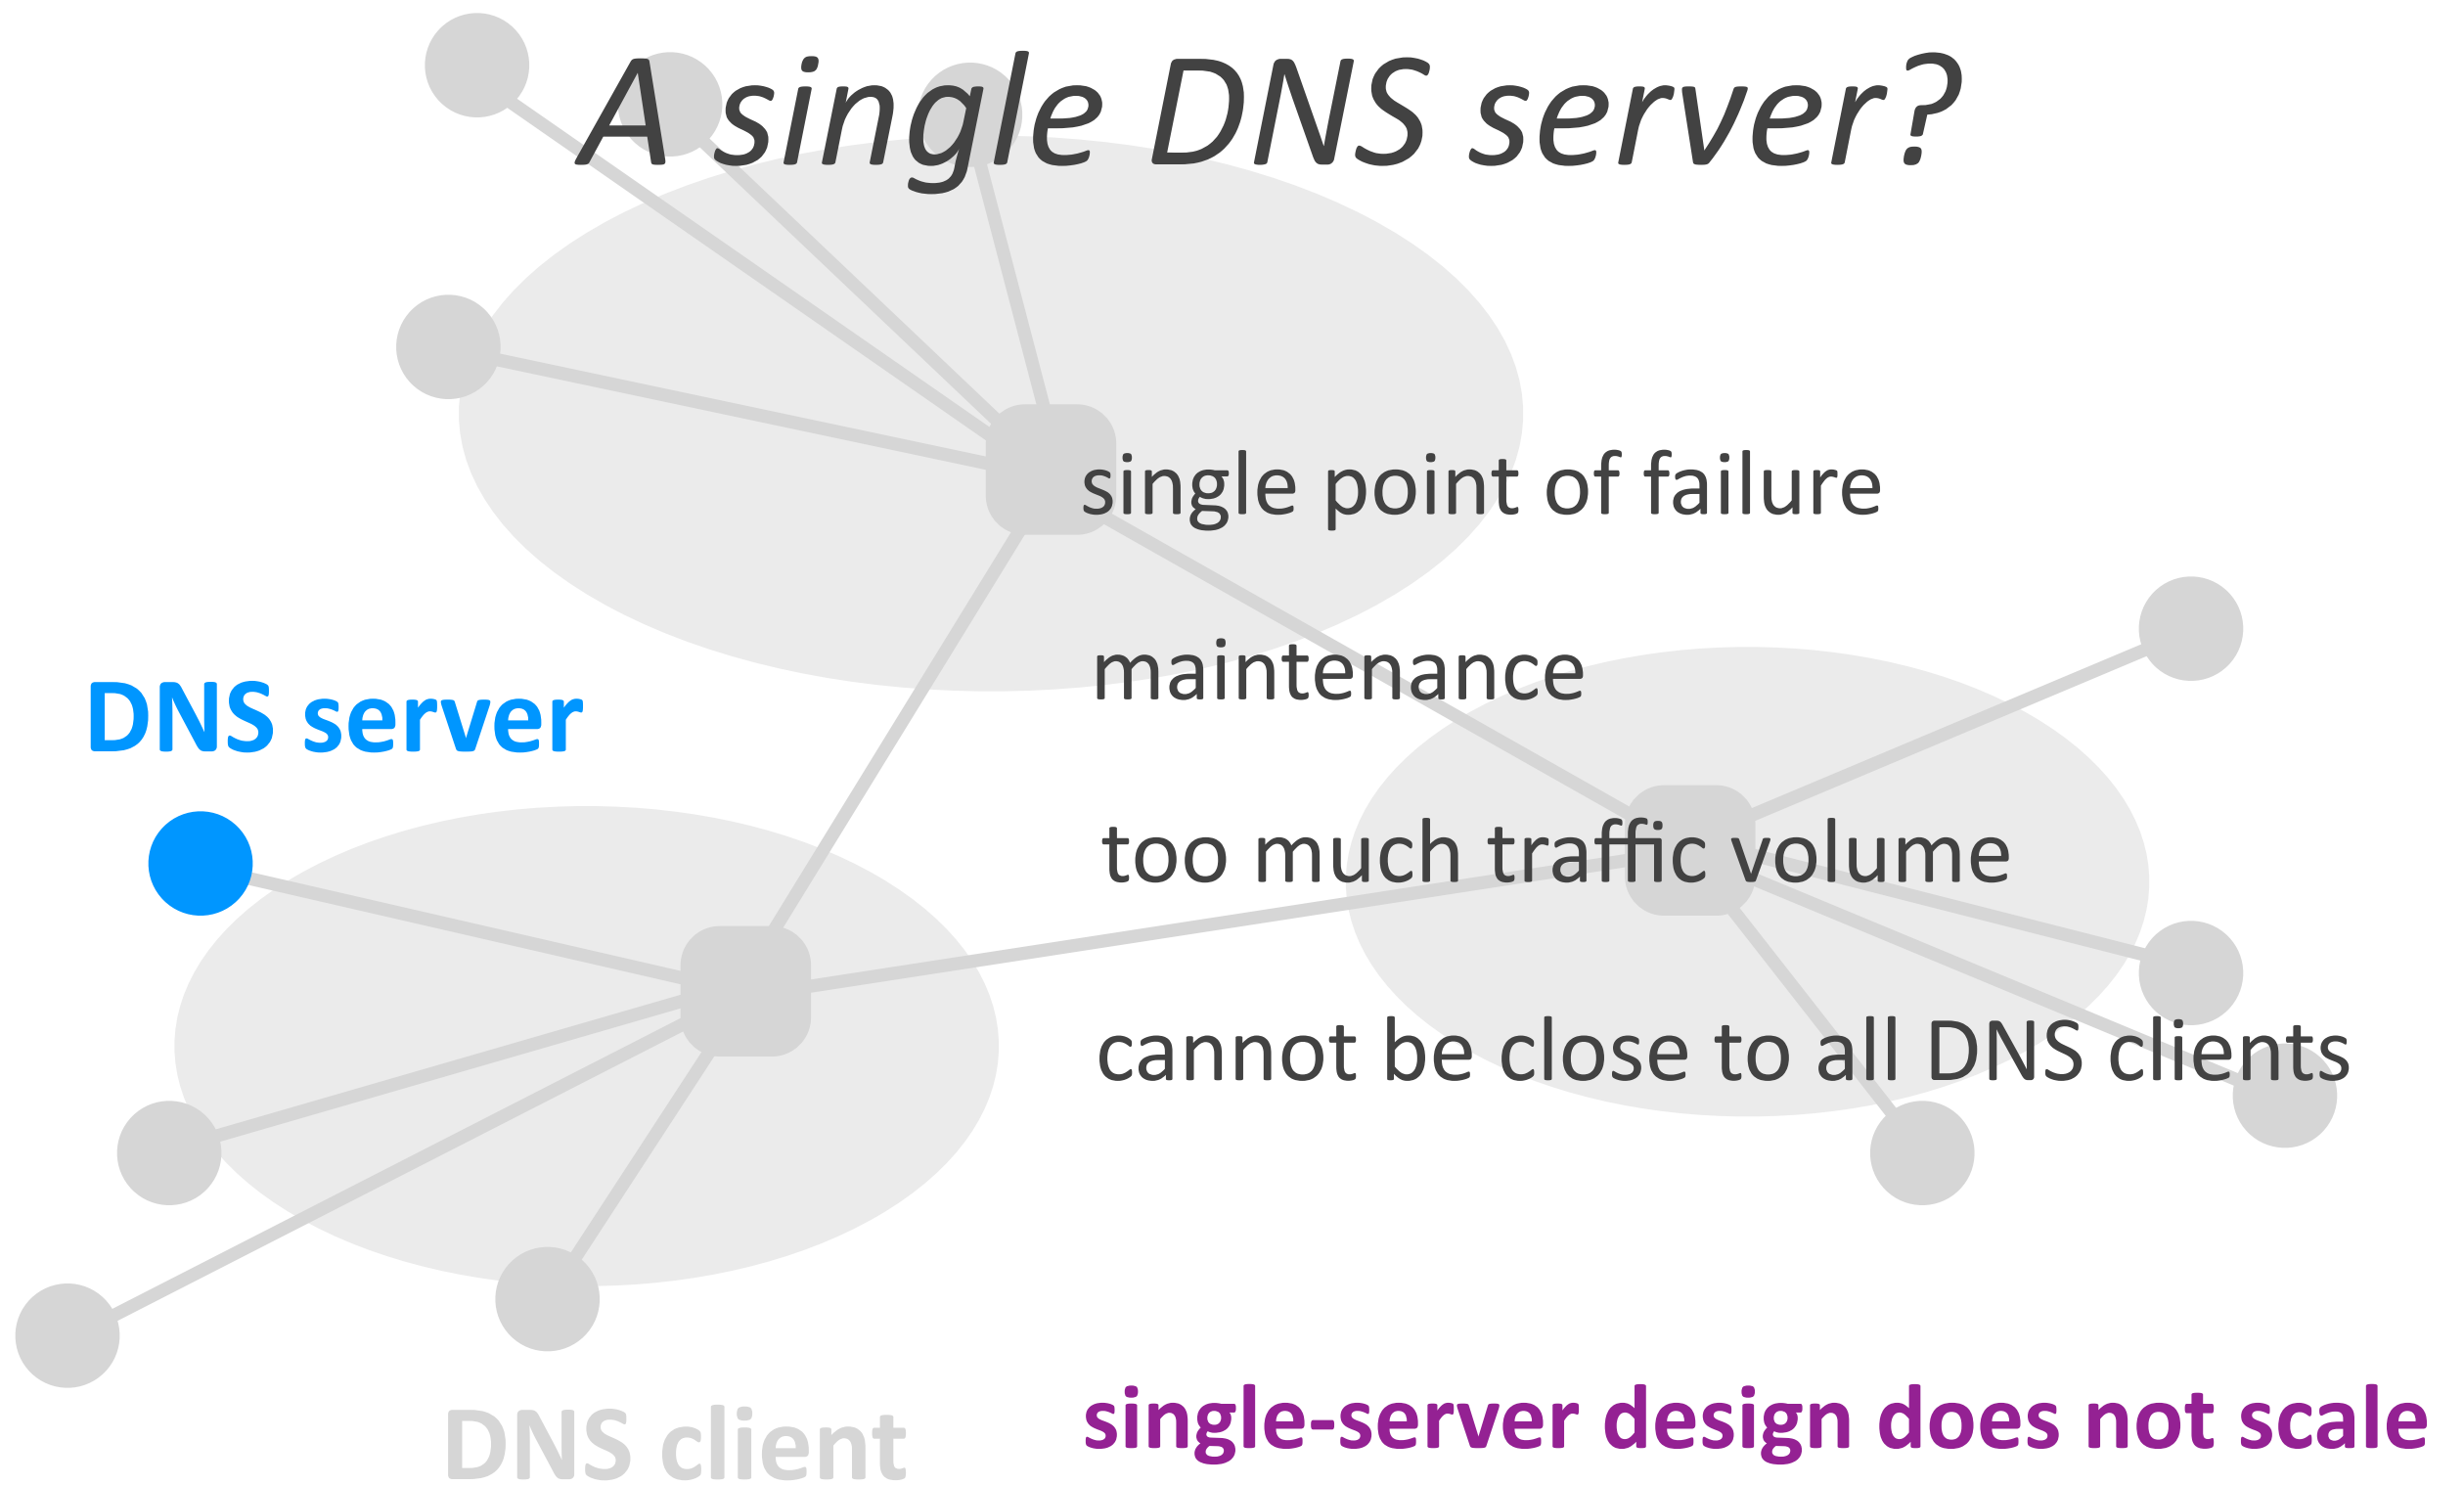 A single DNS server?
single point of failure
maintenance
DNS server
too much traffic volume
cannot be close to all DNS clients
DNS client
single-server design does not scale